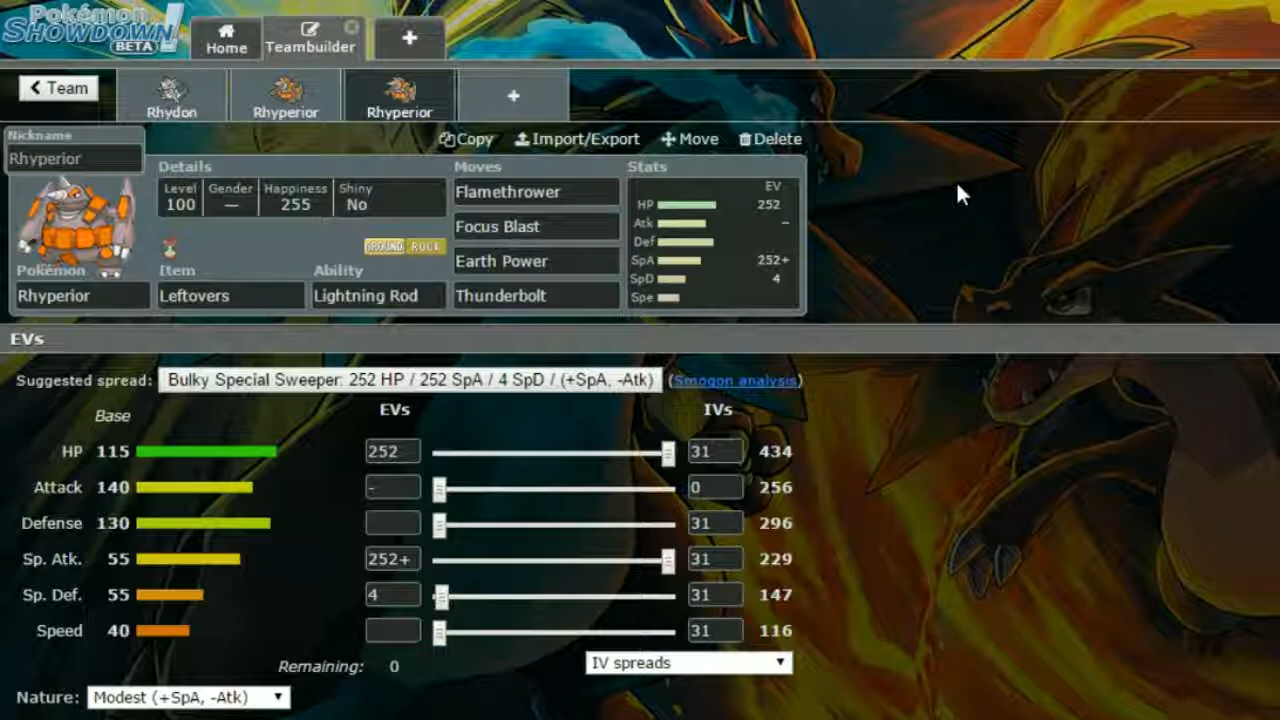 Pokémon
SHOWDOWN!
BETA
Home
Teambuilder
+
< Team
Rhydon
Rhyperior
Rhyperior
+
Copy
Import/Export
Move
Delete
Nickname
Rhyperior
Details
Level
100
Gender
—
Happiness
255
Shiny
No
GROUND ROCK
Pokémon
Rhyperior
Item
Leftovers
Ability
Lightning Rod
Moves
Flamethrower
Focus Blast
Earth Power
Thunderbolt
Stats
EV
HP 252
Atk –
Def
SpA 252+
SpD 4
Spe
EVs
Suggested spread: Bulky Special Sweeper: 252 HP / 252 SpA / 4 SpD / (+SpA, -Atk) (Smogon analysis)
Base EVs IVs
HP 115 252 31 434
Attack 140 - 0 256
Defense 130 31 296
Sp. Atk. 55 252+ 31 229
Sp. Def. 55 4 31 147
Speed 40 31 116
Remaining: 0
IV spreads
Nature: Modest (+SpA, -Atk)